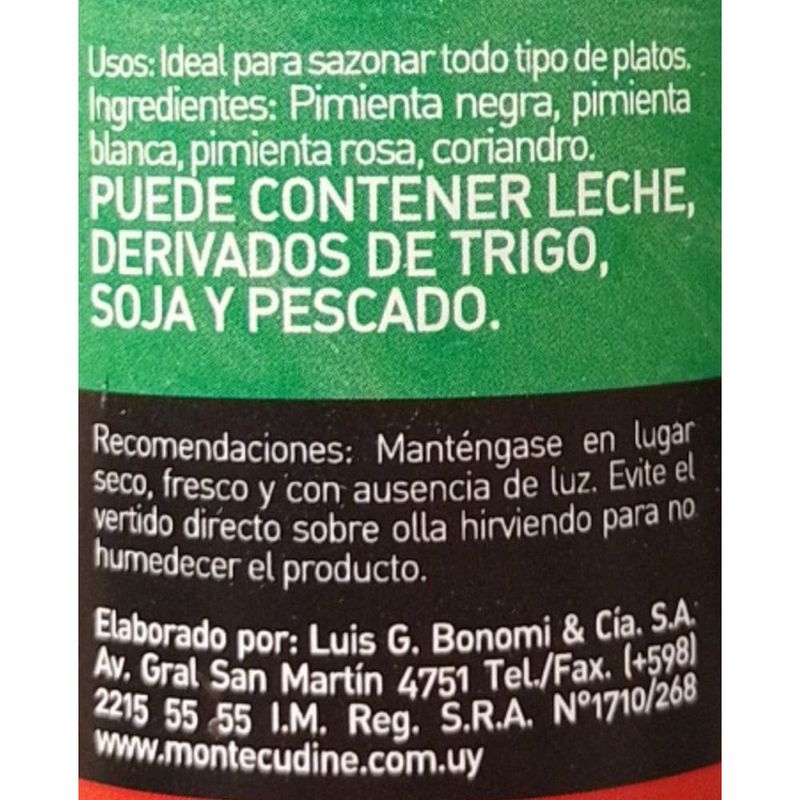 Usos: Ideal para sazonar todo tipo de platos.
Ingredientes: Pimienta negra, pimienta
blanca, pimienta rosa, coriandro.
PUEDE CONTENER LECHE,
DERIVADOS DE TRIGO,
SOJA Y PESCADO.
Recomendaciones: Manténgase en lugar
seco, fresco y con ausencia de luz. Evite el
vertido directo sobre olla hirviendo para no
humedecer el producto.
Elaborado por: Luis G. Bonomi & Cía. S.A.
Av. Gral San Martín 4751 Tel./Fax. (+598)
2215 55 55 I.M. Reg. S.R.A. N°1710/268
www.montecudine.com.uy